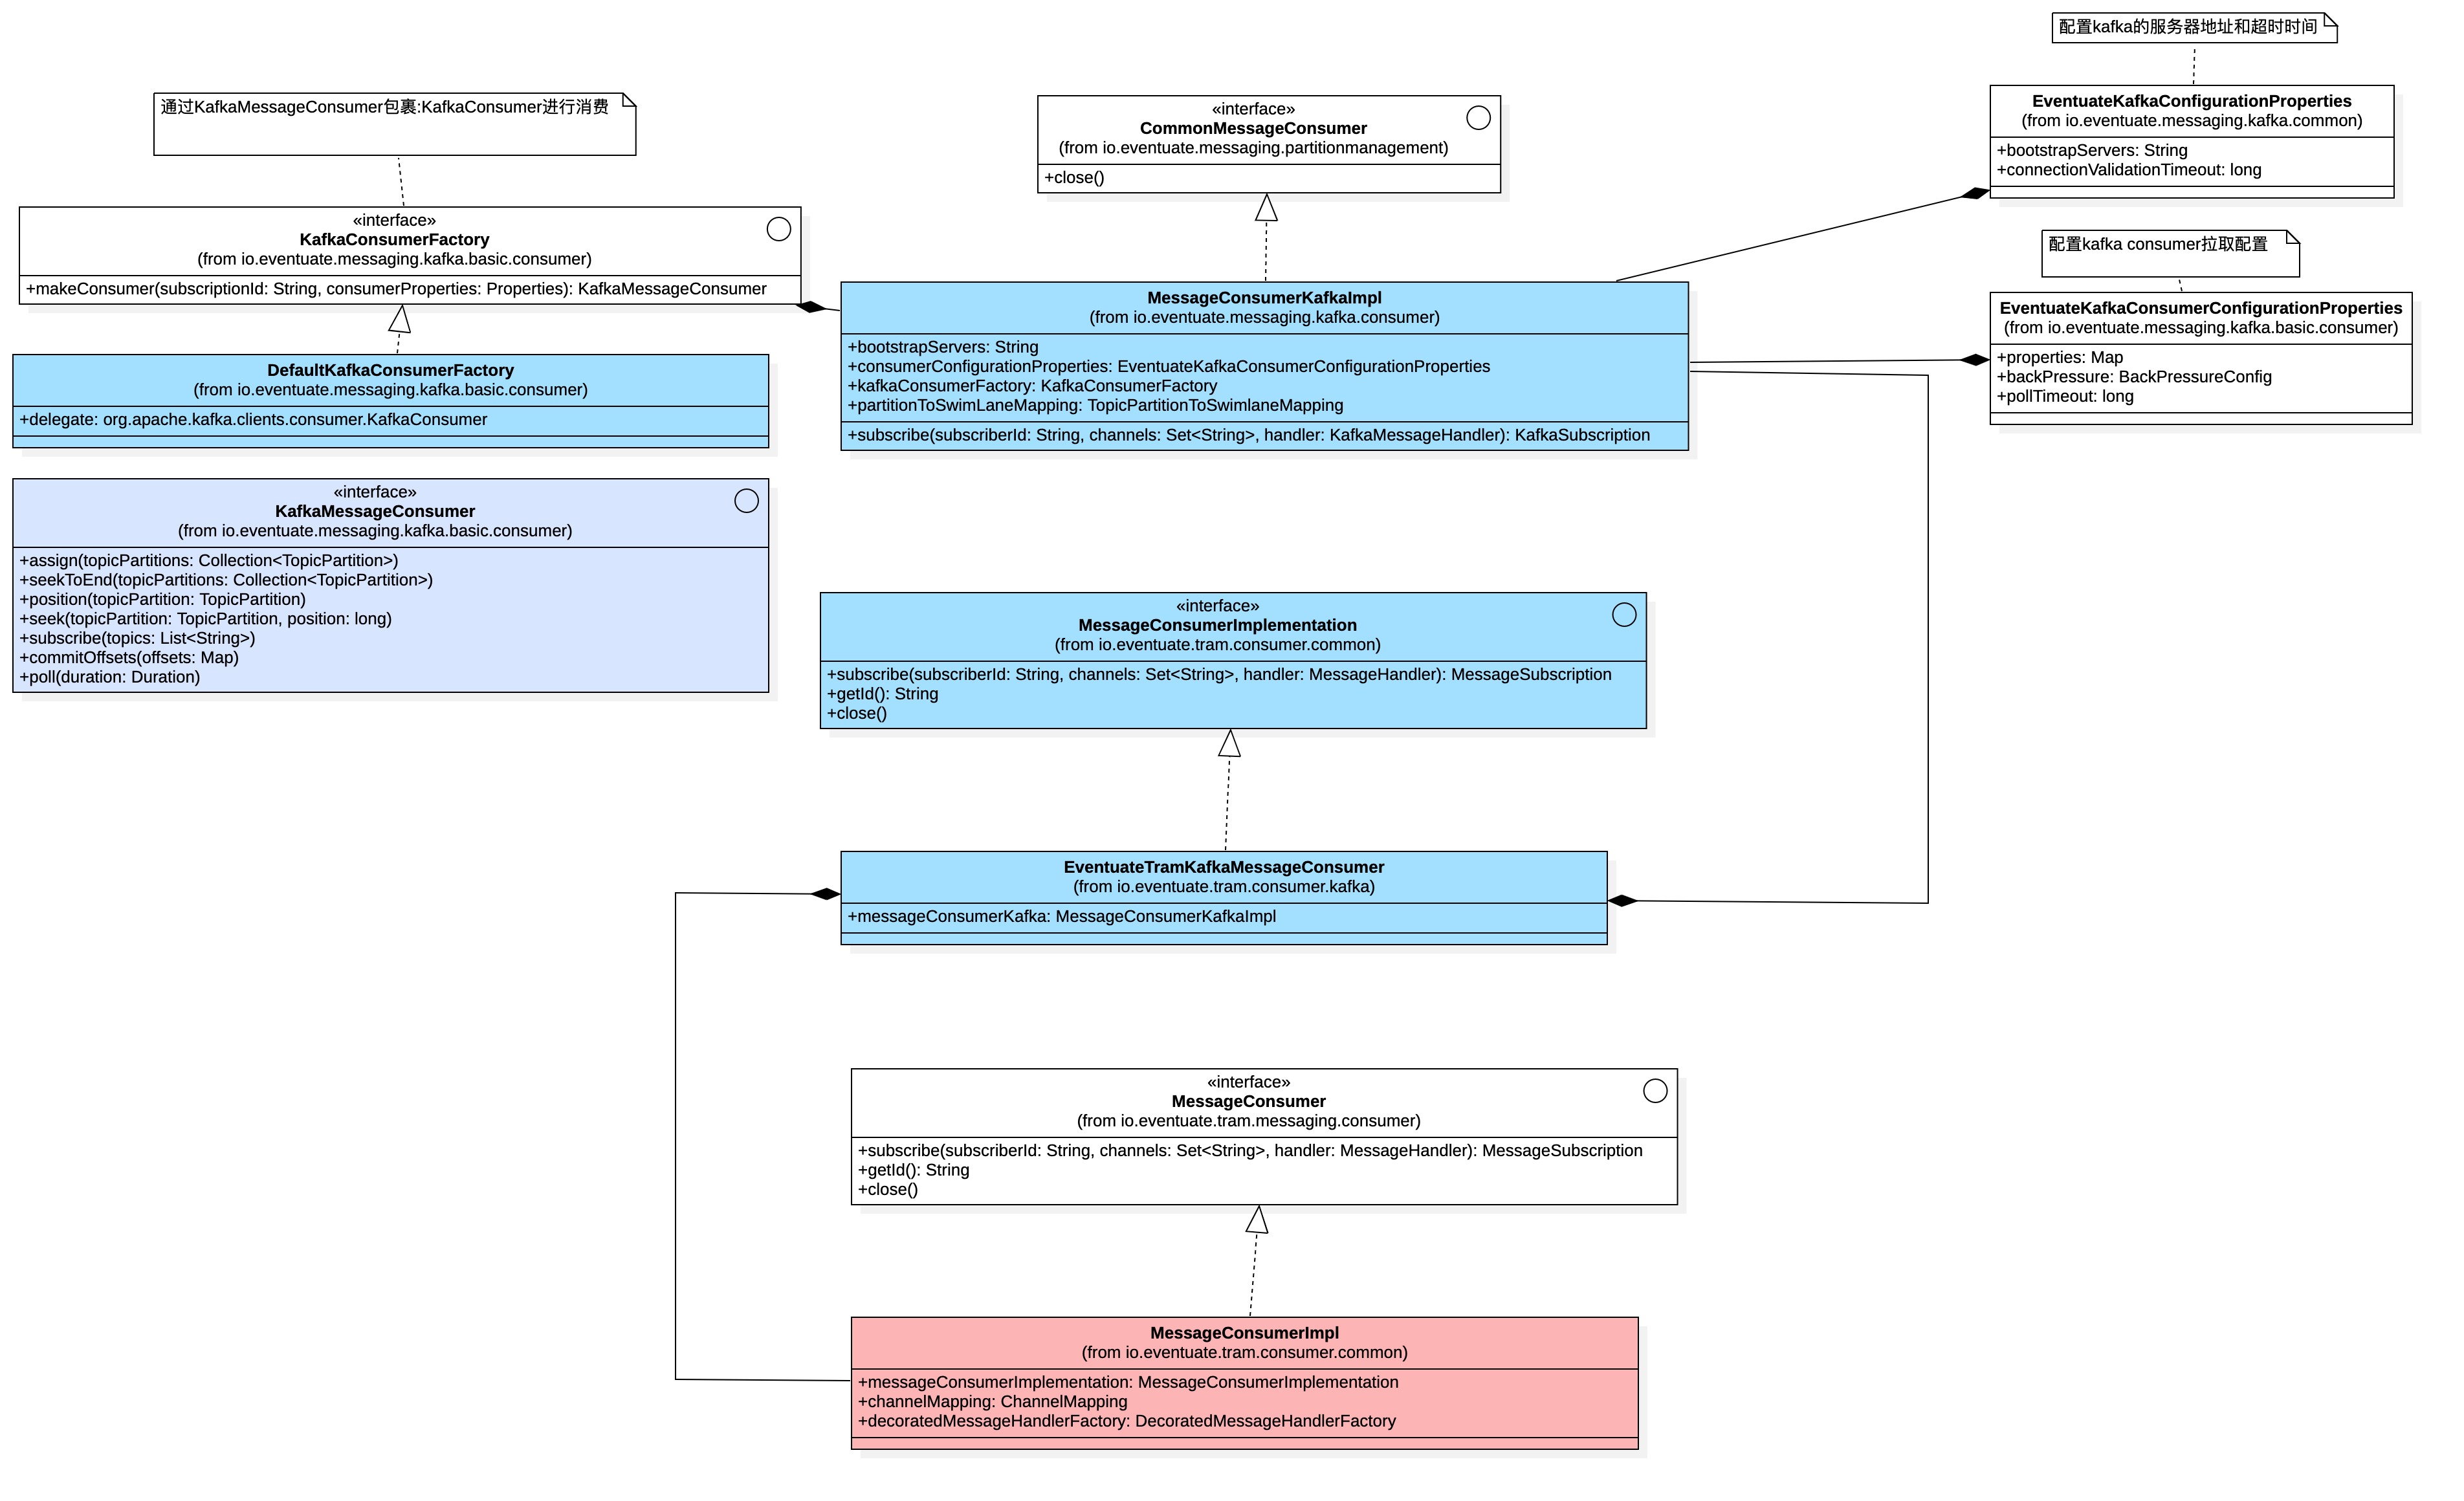 配置kafka的服务器地址和超时时间
通过KafkaMessageConsumer包裹:KafkaConsumer进行消费
«interface»
CommonMessageConsumer
(from io.eventuate.messaging.partitionmanagement)
+close()
EventuateKafkaConfigurationProperties
(from io.eventuate.messaging.kafka.common)
+bootstrapServers: String
+connectionValidationTimeout: long
«interface»
KafkaConsumerFactory
(from io.eventuate.messaging.kafka.basic.consumer)
+makeConsumer(subscriptionId: String, consumerProperties: Properties): KafkaMessageConsumer
配置kafka consumer拉取配置
MessageConsumerKafkaImpl
(from io.eventuate.messaging.kafka.consumer)
+bootstrapServers: String
+consumerConfigurationProperties: EventuateKafkaConsumerConfigurationProperties
+kafkaConsumerFactory: KafkaConsumerFactory
+partitionToSwimLaneMapping: TopicPartitionToSwimlaneMapping
+subscribe(subscriberId: String, channels: Set<String>, handler: KafkaMessageHandler): KafkaSubscription
EventuateKafkaConsumerConfigurationProperties
(from io.eventuate.messaging.kafka.basic.consumer)
+properties: Map
+backPressure: BackPressureConfig
+pollTimeout: long
DefaultKafkaConsumerFactory
(from io.eventuate.messaging.kafka.basic.consumer)
+delegate: org.apache.kafka.clients.consumer.KafkaConsumer
«interface»
KafkaMessageConsumer
(from io.eventuate.messaging.kafka.basic.consumer)
+assign(topicPartitions: Collection<TopicPartition>)
+seekToEnd(topicPartitions: Collection<TopicPartition>)
+position(topicPartition: TopicPartition)
+seek(topicPartition: TopicPartition, position: long)
+subscribe(topics: List<String>)
+commitOffsets(offsets: Map)
+poll(duration: Duration)
«interface»
MessageConsumerImplementation
(from io.eventuate.tram.consumer.common)
+subscribe(subscriberId: String, channels: Set<String>, handler: MessageHandler): MessageSubscription
+getId(): String
+close()
EventuateTramKafkaMessageConsumer
(from io.eventuate.tram.consumer.kafka)
+messageConsumerKafka: MessageConsumerKafkaImpl
«interface»
MessageConsumer
(from io.eventuate.tram.messaging.consumer)
+subscribe(subscriberId: String, channels: Set<String>, handler: MessageHandler): MessageSubscription
+getId(): String
+close()
MessageConsumerImpl
(from io.eventuate.tram.consumer.common)
+messageConsumerImplementation: MessageConsumerImplementation
+channelMapping: ChannelMapping
+decoratedMessageHandlerFactory: DecoratedMessageHandlerFactory